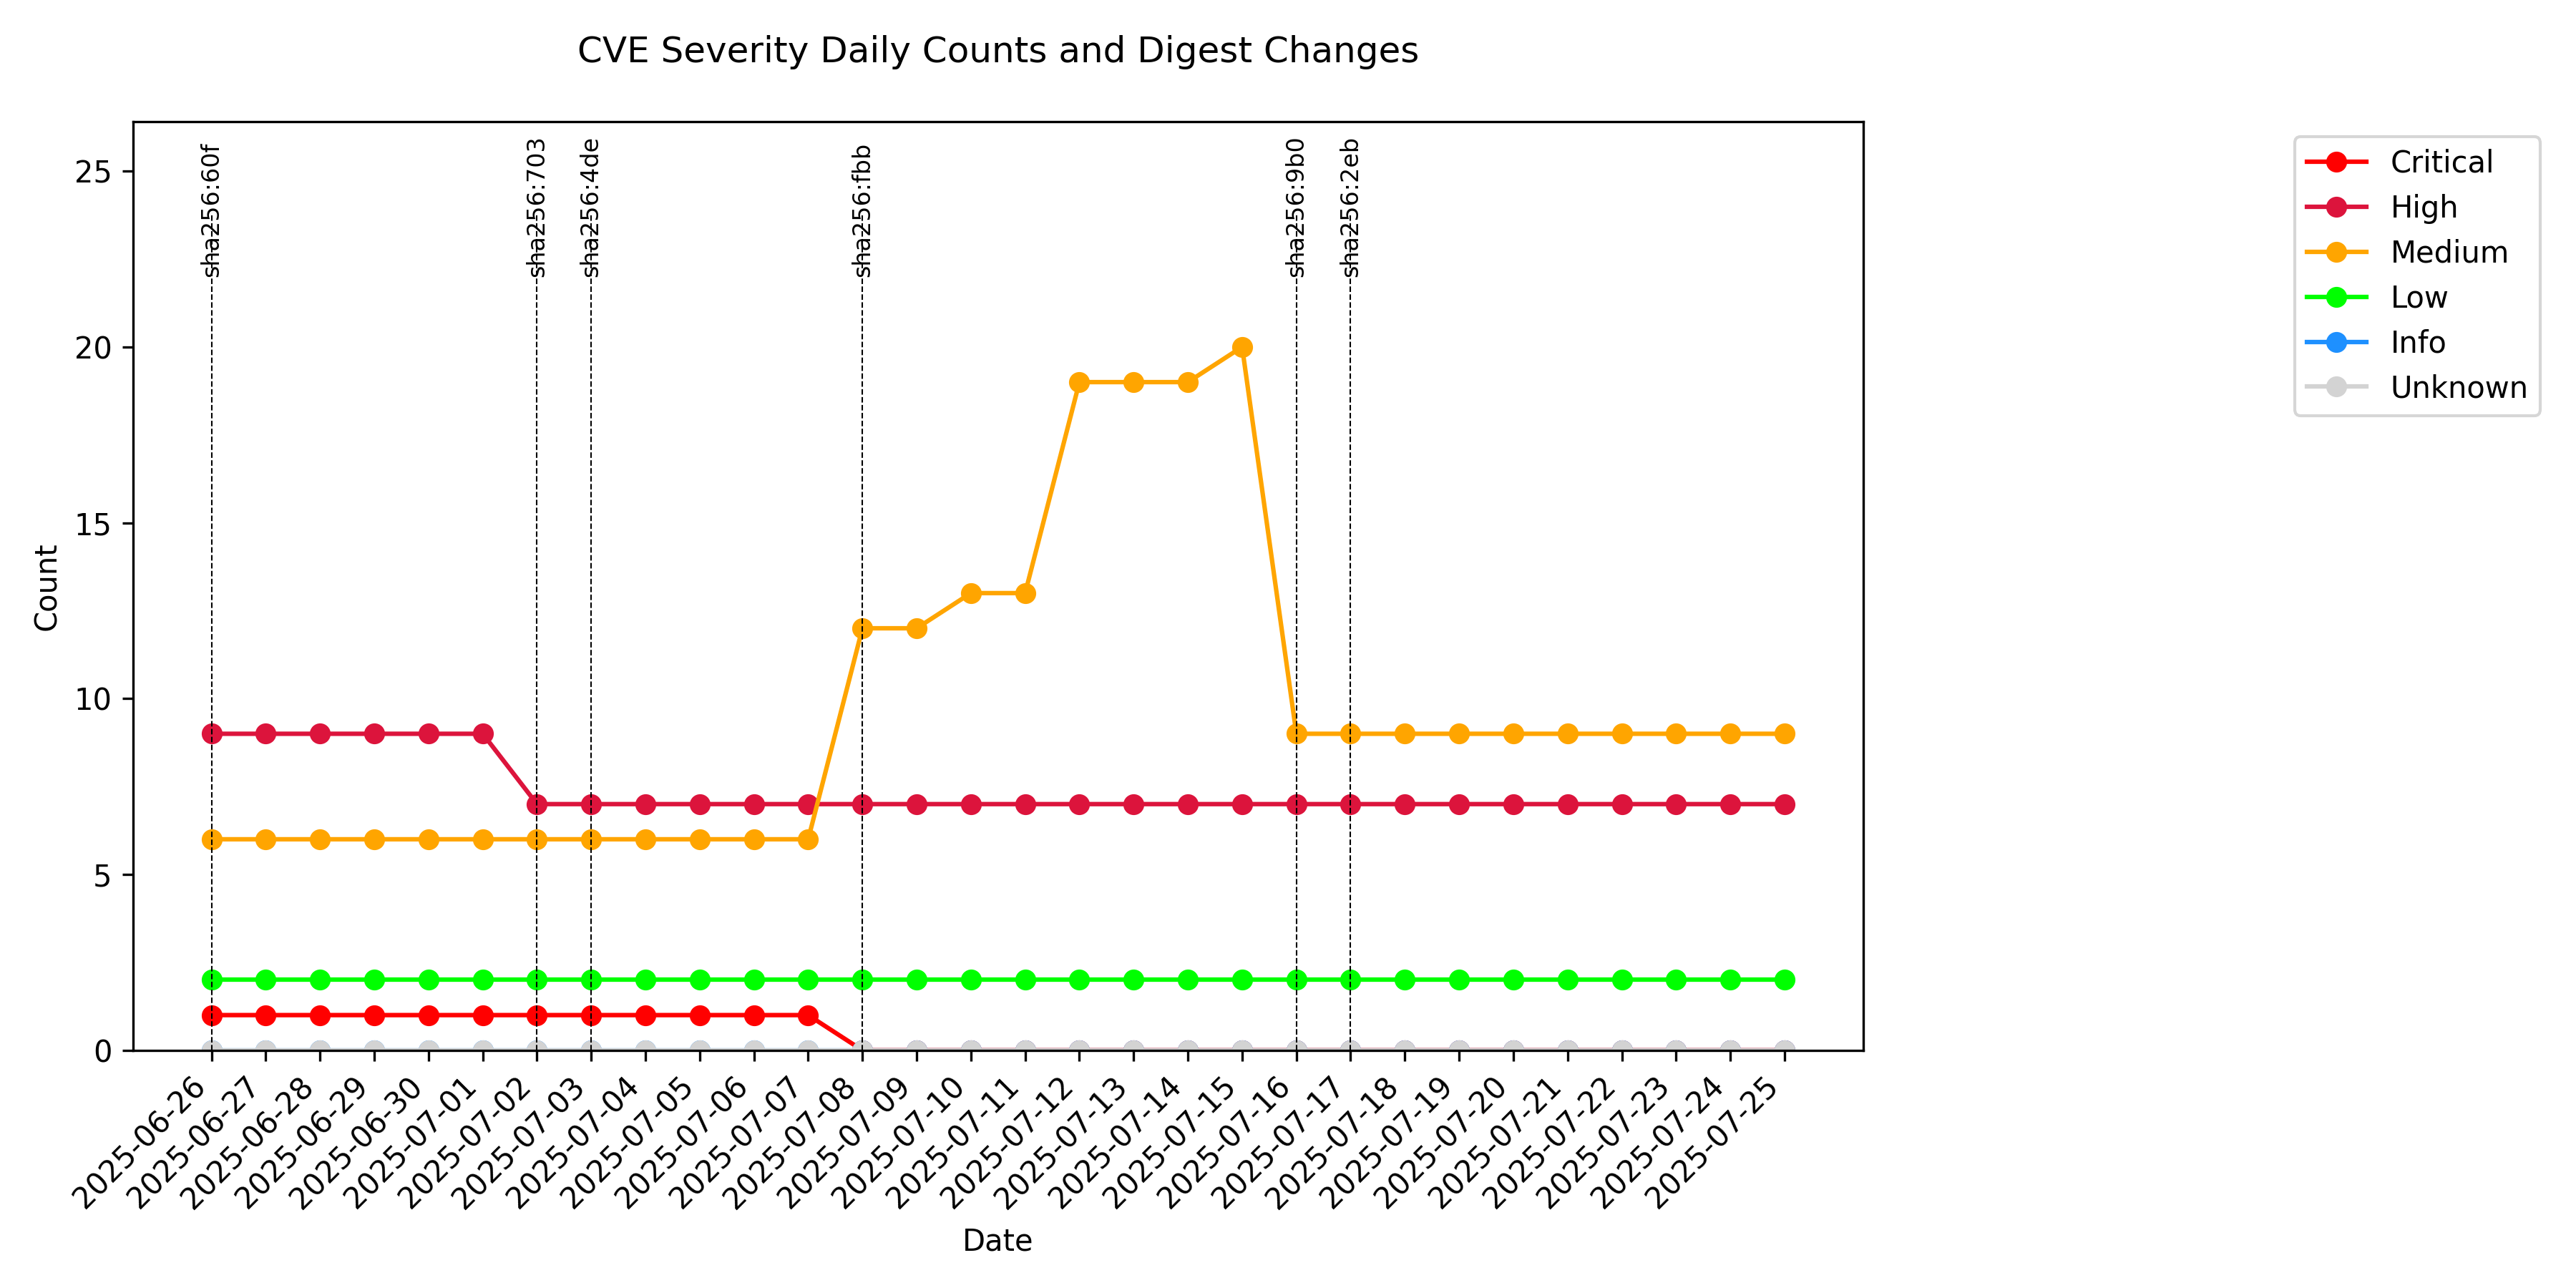 CVE Severity Daily Counts and Digest Changes
sha256:60f
sha256:703
sha256:4de
sha256:fbb
sha256:9b0
sha256:2eb
Critical
High
Medium
Low
Info
Unknown
Count
25
20
15
10
5
0
2025-06-26
2025-06-27
2025-06-28
2025-06-29
2025-06-30
2025-07-01
2025-07-02
2025-07-03
2025-07-04
2025-07-05
2025-07-06
2025-07-07
2025-07-08
2025-07-09
2025-07-10
2025-07-11
2025-07-12
2025-07-13
2025-07-14
2025-07-15
2025-07-16
2025-07-17
2025-07-18
2025-07-19
2025-07-20
2025-07-21
2025-07-22
2025-07-23
2025-07-24
2025-07-25
Date